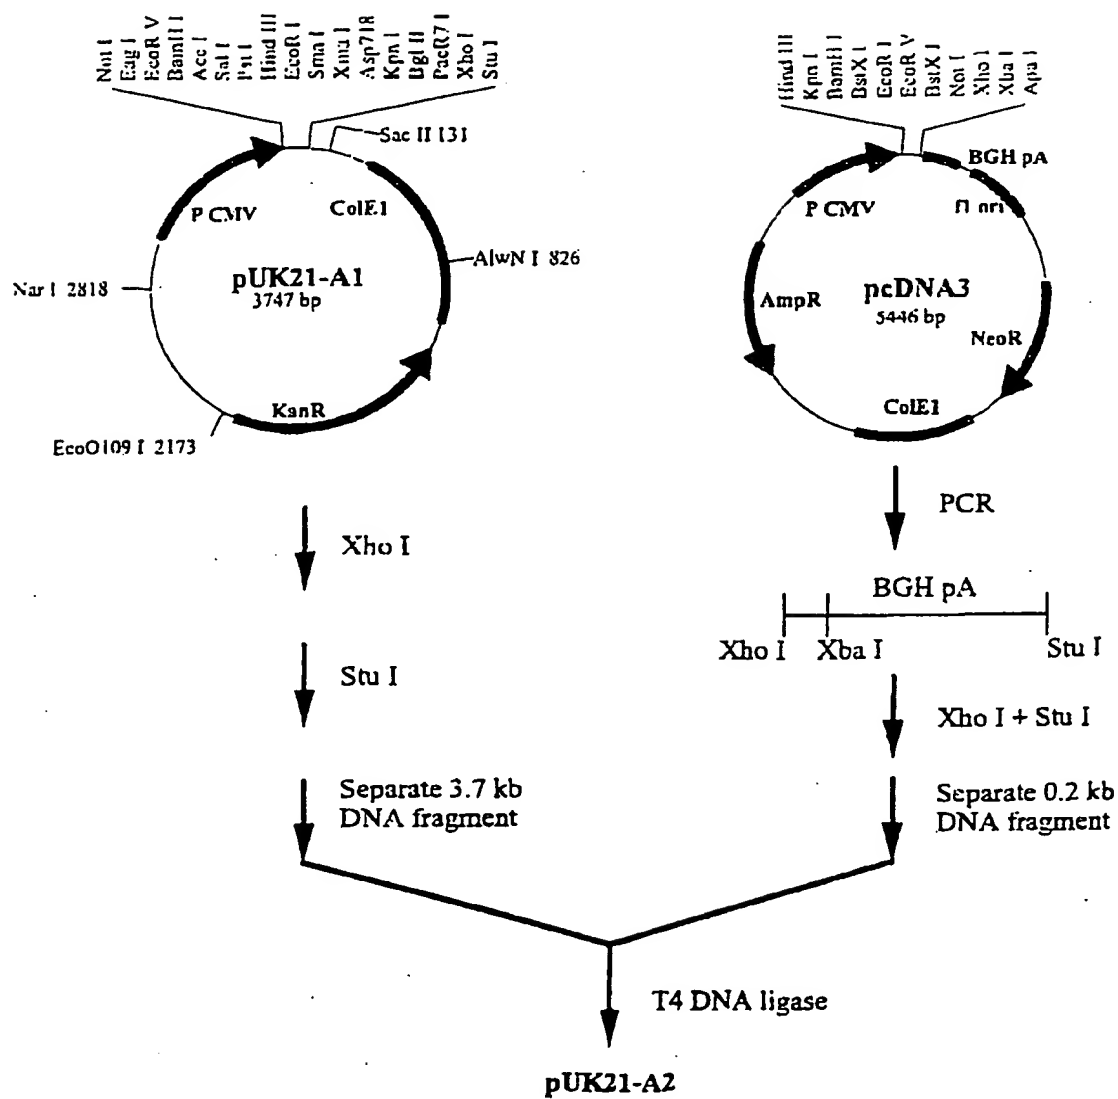 Not I
Eag I
EcoR V
BamH I
Acc I
Sal I
Pst I
Hind III
EcoR I
Sma I
Xma I
Asp718
Kpn I
Bgl II
PaeR7 I
Xho I
Stu I
Sac II 131
P CMV
ColE1
AlwN I 826
pUK21-A1
3747 bp
Nar I 2818
KanR
EcoO109 I 2173
Hind III
Kpn I
BamH I
BstX I
EcoR I
EcoR V
BstX I
Not I
Xho I
Xba I
Apa I
BGH pA
P CMV
f1 ori
AmpR
pcDNA3
5446 bp
NeoR
ColE1
Xho I
Stu I
Separate 3.7 kb
DNA fragment
PCR
BGH pA
Xho I
Xba I
Stu I
Xho I + Stu I
Separate 0.2 kb
DNA fragment
T4 DNA ligase
pUK21-A2